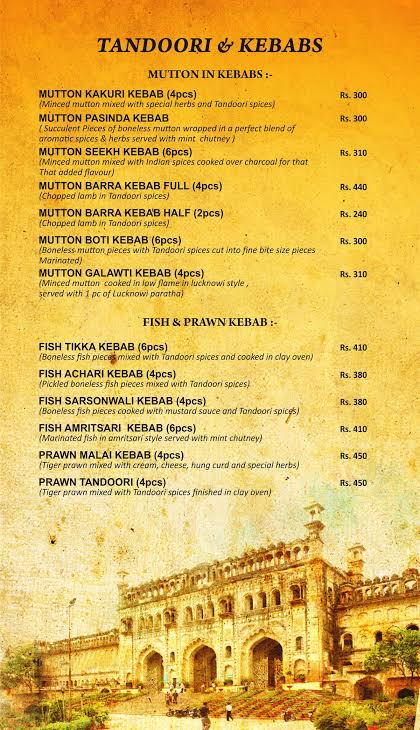 TANDOORI & KEBABS
MUTTON IN KEBABS :-
MUTTON KAKURI KEBAB (4pcs) Rs. 300
(Minced mutton mixed with special herbs and Tandoori spices)
MUTTON PASINDA KEBAB Rs. 300
( Succulent Pieces of boneless mutton wrapped in a perfect blend of
aromatic spices & herbs served with mint chutney )
MUTTON SEEKH KEBAB (6pcs) Rs. 310
(Minced mutton mixed with Indian spices cooked over charcoal for that
That added flavour)
MUTTON BARRA KEBAB FULL (4pcs) Rs. 440
(Chopped lamb in Tandoori spices)
MUTTON BARRA KEBAB HALF (2pcs) Rs. 240
(Chopped lamb in Tandoori spices)
MUTTON BOTI KEBAB (6pcs) Rs. 300
(Boneless mutton pieces with Tandoori spices cut into fine bite size pieces
Marinated)
MUTTON GALAWTI KEBAB (4pcs) Rs. 310
(Minced mutton cooked in low flame in lucknowi style ,
served with 1 pc of Lucknowi paratha)
FISH & PRAWN KEBAB :-
FISH TIKKA KEBAB (6pcs) Rs. 410
(Boneless fish pieces mixed with Tandoori spices and cooked in clay oven)
FISH ACHARI KEBAB (4pcs) Rs. 380
(Pickled boneless fish pieces mixed with Tandoori spices)
FISH SARSONWALI KEBAB (4pcs) Rs. 380
(Boneless fish pieces cooked with mustard sauce and Tandoori spices)
FISH AMRITSARI KEBAB (6pcs) Rs. 410
(Marinated fish in amritsari style served with mint chutney)
PRAWN MALAI KEBAB (4pcs) Rs. 450
(Tiger prawn mixed with cream, cheese, hung curd and special herbs)
PRAWN TANDOORI (4pcs) Rs. 450
(Tiger prawn mixed with Tandoori spices finished in clay oven)